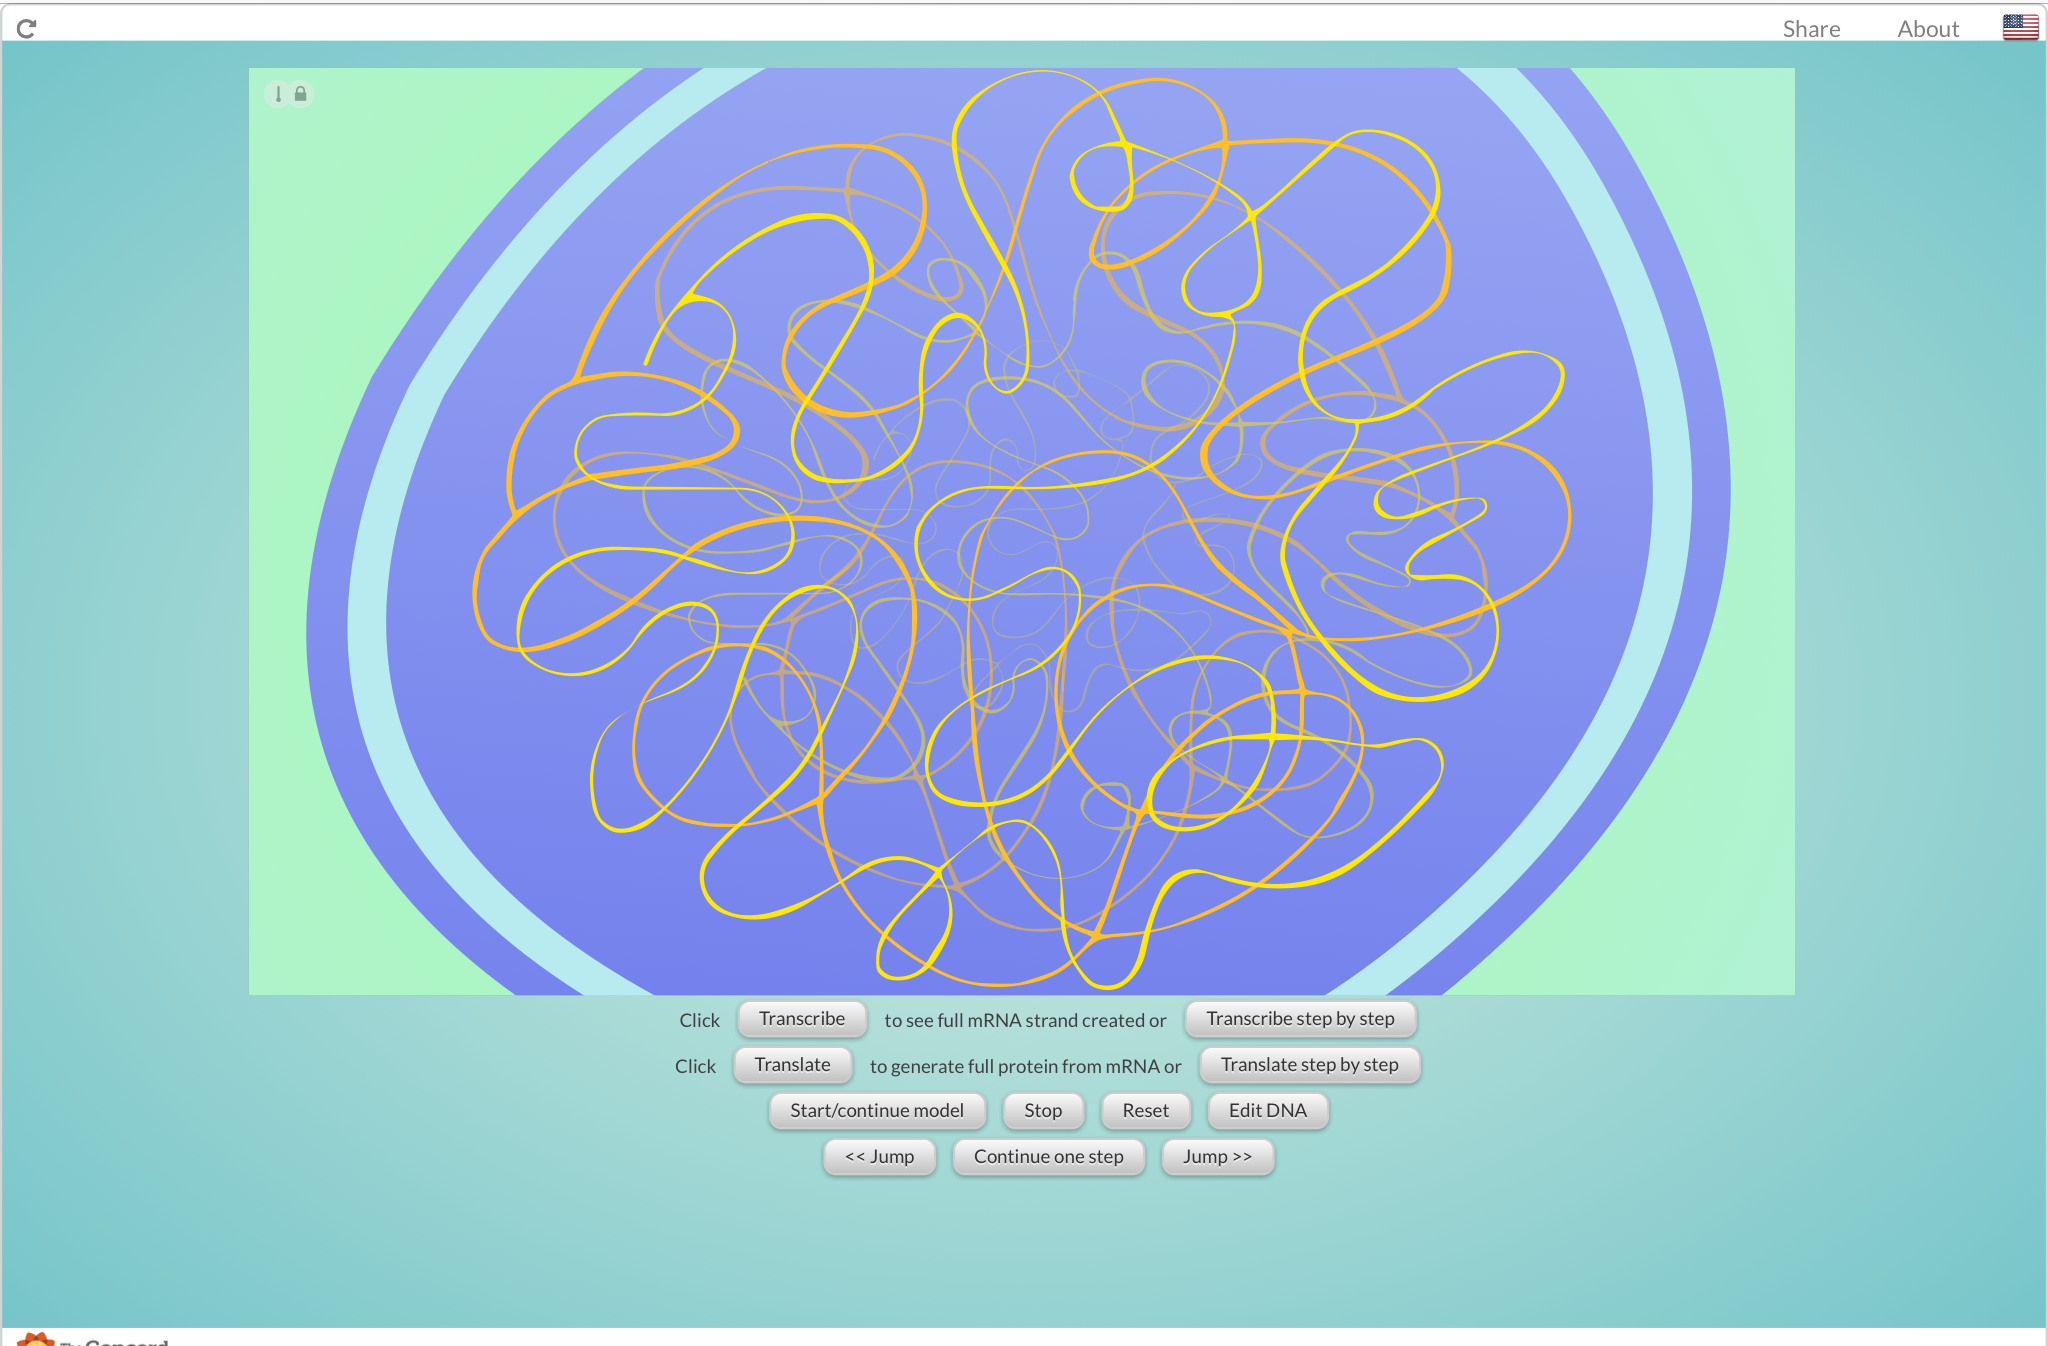 Share About
Click Transcribe to see full mRNA strand created or Transcribe step by step
Click Translate to generate full protein from mRNA or Translate step by step
Start/continue model Stop Reset Edit DNA
<< Jump Continue one step Jump >>
Concord